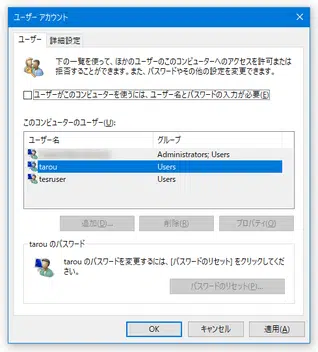 ユーザー アカウント
ユーザー 詳細設定
下の一覧を使って、ほかのユーザーのこのコンピューターへのアクセスを許可または
拒否することができます。また、パスワードやその他の設定を変更できます。
ユーザーがこのコンピューターを使うには、ユーザー名とパスワードの入力が必要(E)
このコンピューターのユーザー(U):
ユーザー名 グループ
Administrators; Users
tarou Users
tesruser Users
追加(D)... 削除(R) プロパティ(O)
tarou のパスワード
tarou のパスワードを変更するには、[パスワードのリセット] をクリックしてくだ
さい。
パスワードのリセット(P)...
OK キャンセル 適用(A)